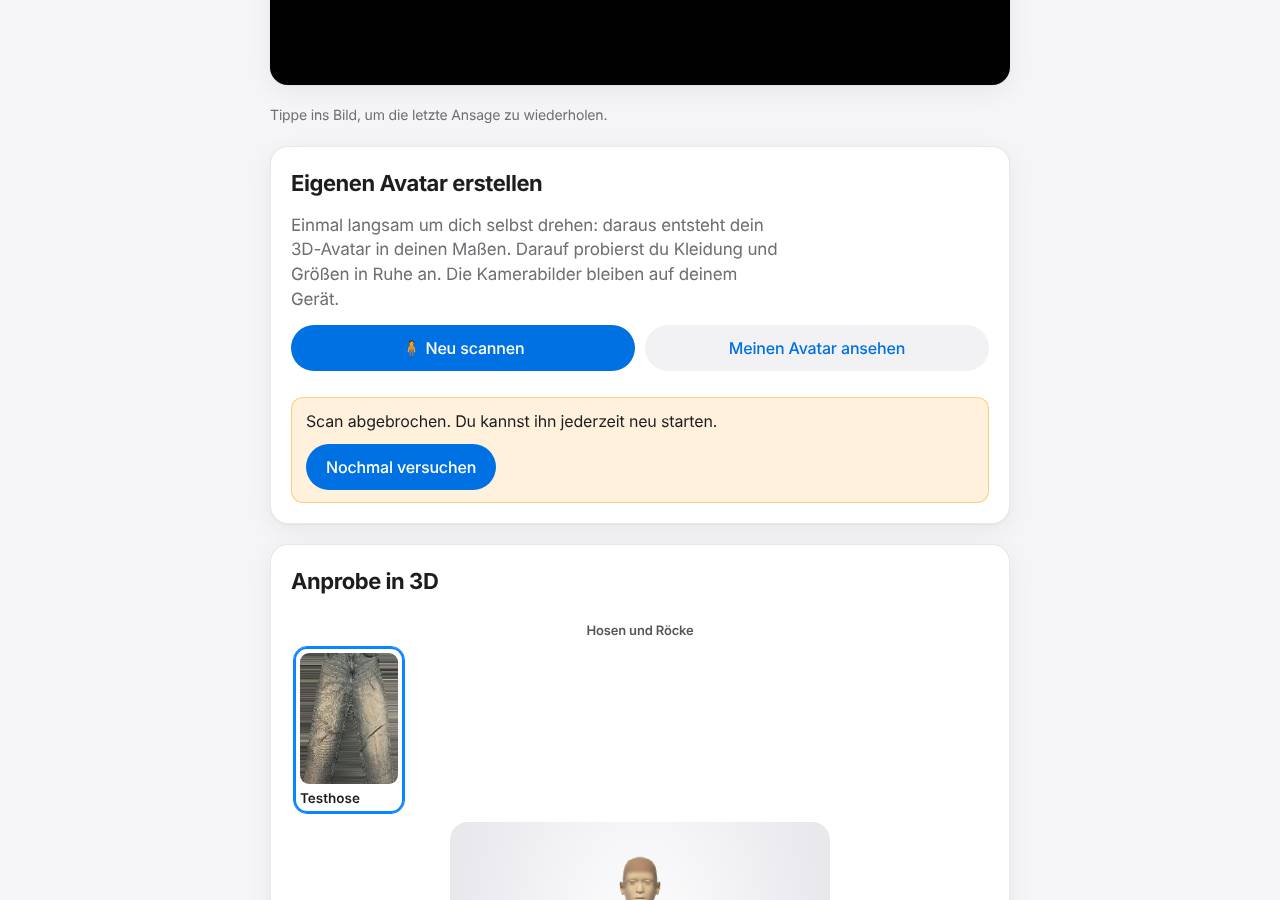 Tippe ins Bild, um die letzte Ansage zu wiederholen.
Eigenen Avatar erstellen
Einmal langsam um dich selbst drehen: daraus entsteht dein
3D-Avatar in deinen Maßen. Darauf probierst du Kleidung und
Größen in Ruhe an. Die Kamerabilder bleiben auf deinem
Gerät.
🧍 Neu scannen
Meinen Avatar ansehen
Scan abgebrochen. Du kannst ihn jederzeit neu starten.
Nochmal versuchen
Anprobe in 3D
Hosen und Röcke
Testhose